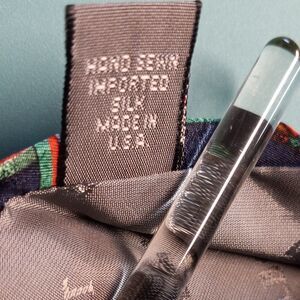 HAND SEWN
IMPORTED
SILK
MADE IN
U.S.A.